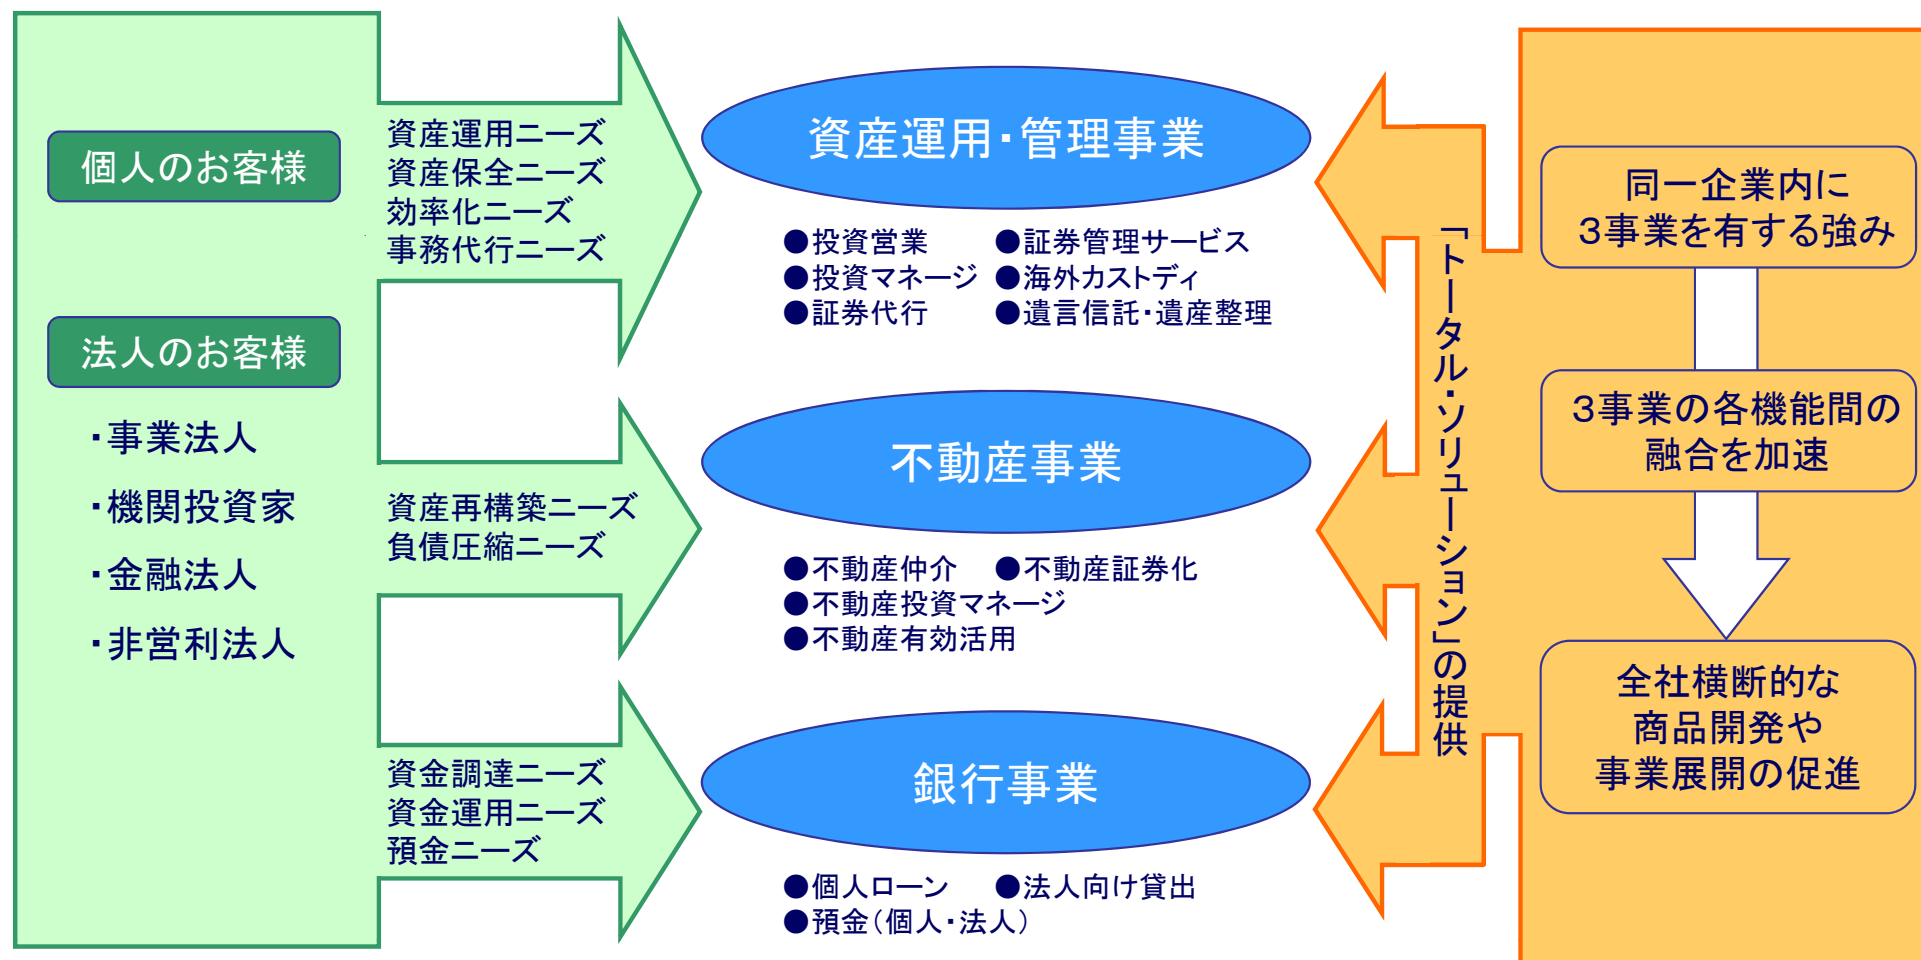 個人のお客様
法人のお客様
・事業法人
・機関投資家
・金融法人
・非営利法人
資産運用ニーズ
資産保全ニーズ
効率化ニーズ
事務代行ニーズ
資産再構築ニーズ
負債圧縮ニーズ
資金調達ニーズ
資金運用ニーズ
預金ニーズ
資産運用・管理事業
●投資営業 ●証券管理サービス
●投資マネージ ●海外カストディ
●証券代行 ●遺言信託・遺産整理
不動産事業
●不動産仲介 ●不動産証券化
●不動産投資マネージ
●不動産有効活用
銀行事業
●個人ローン ●法人向け貸出
●預金（個人・法人）
「トータル・ソリューション」の提供
同一企業内に
３事業を有する強み
３事業の各機能間の
融合を加速
全社横断的な
商品開発や
事業展開の促進